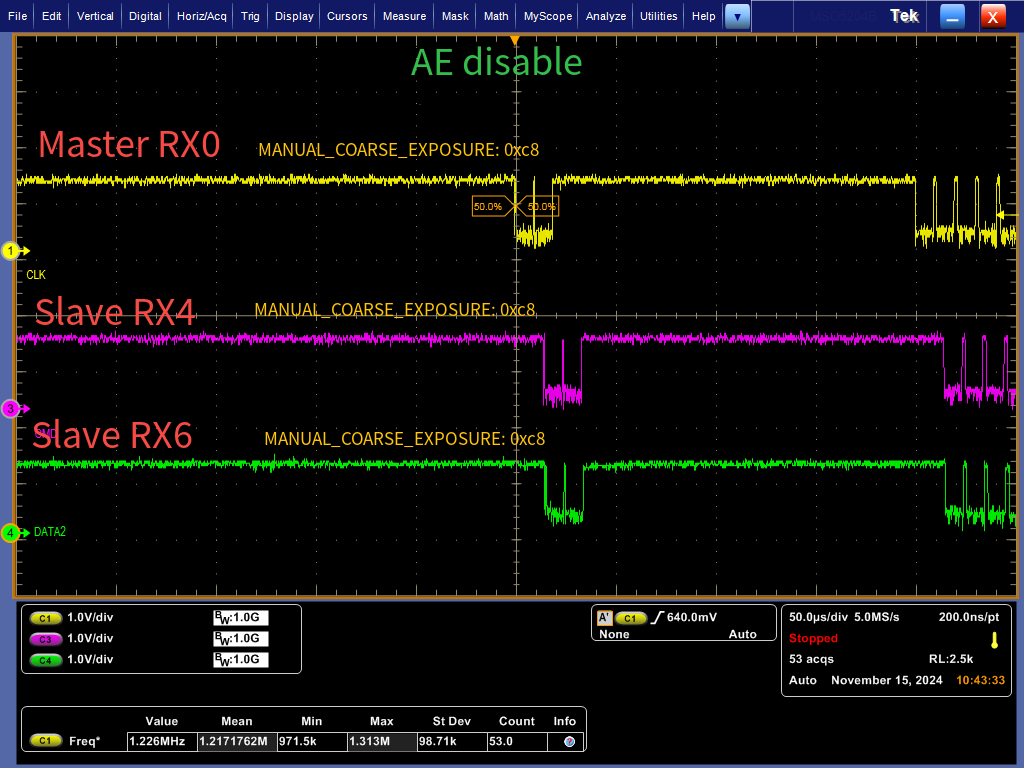 File Edit Vertical Digital Horiz/Acq Trig Display Cursors Measure Mask Math MyScope Analyze Utilities Help Tek X
AE disable
Master RX0 MANUAL_COARSE_EXPOSURE: 0xc8
50.0% 50.0%
1
CLK
Slave RX4 MANUAL_COARSE_EXPOSURE: 0xc8
3
Slave RX6 MANUAL_COARSE_EXPOSURE: 0xc8
4 DATA2
C1 1.0V/div BW:1.0G
C3 1.0V/div BW:1.0G
C4 1.0V/div BW:1.0G
A' C1 640.0mV
None Auto
50.0µs/div 5.0MS/s 200.0ns/pt
Stopped
53 acqs RL:2.5k
Auto November 15, 2024 10:43:33
Value Mean Min Max St Dev Count Info
C1 Freq* 1.226MHz 1.2171762M 971.5k 1.313M 98.71k 53.0